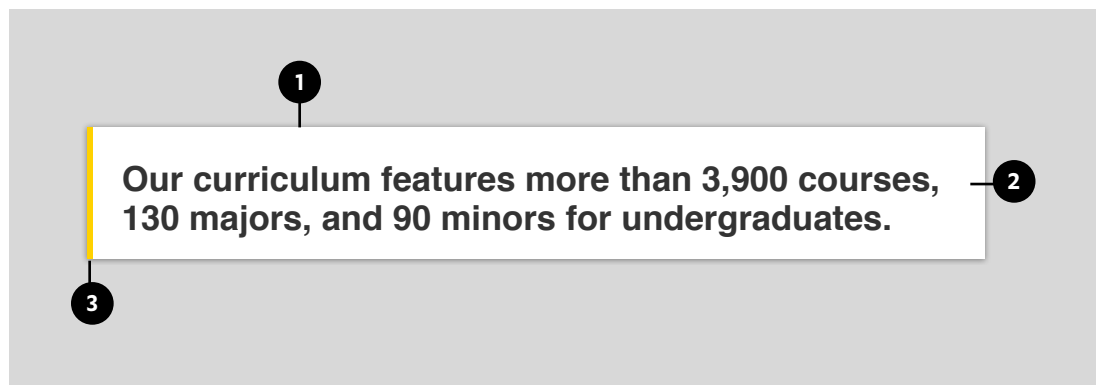 1
Our curriculum features more than 3,900 courses,
2
130 majors, and 90 minors for undergraduates.
3